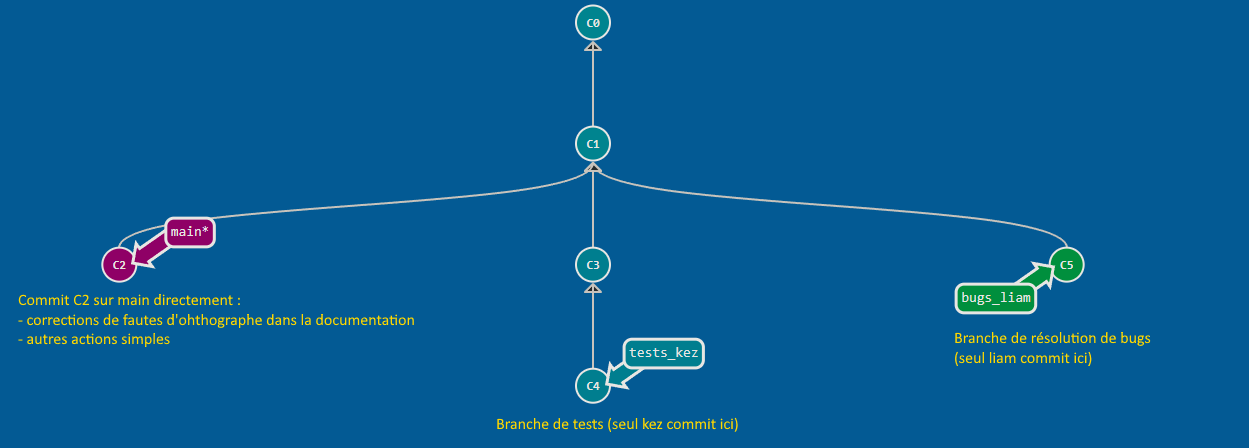 C0
C1
main*
C2
C3
C5
bugs_liam
Commit C2 sur main directement :
- corrections de fautes d'ohthographe dans la documentation
- autres actions simples
Branche de résolution de bugs
(seul liam commit ici)
tests_kez
C4
Branche de tests (seul kez commit ici)